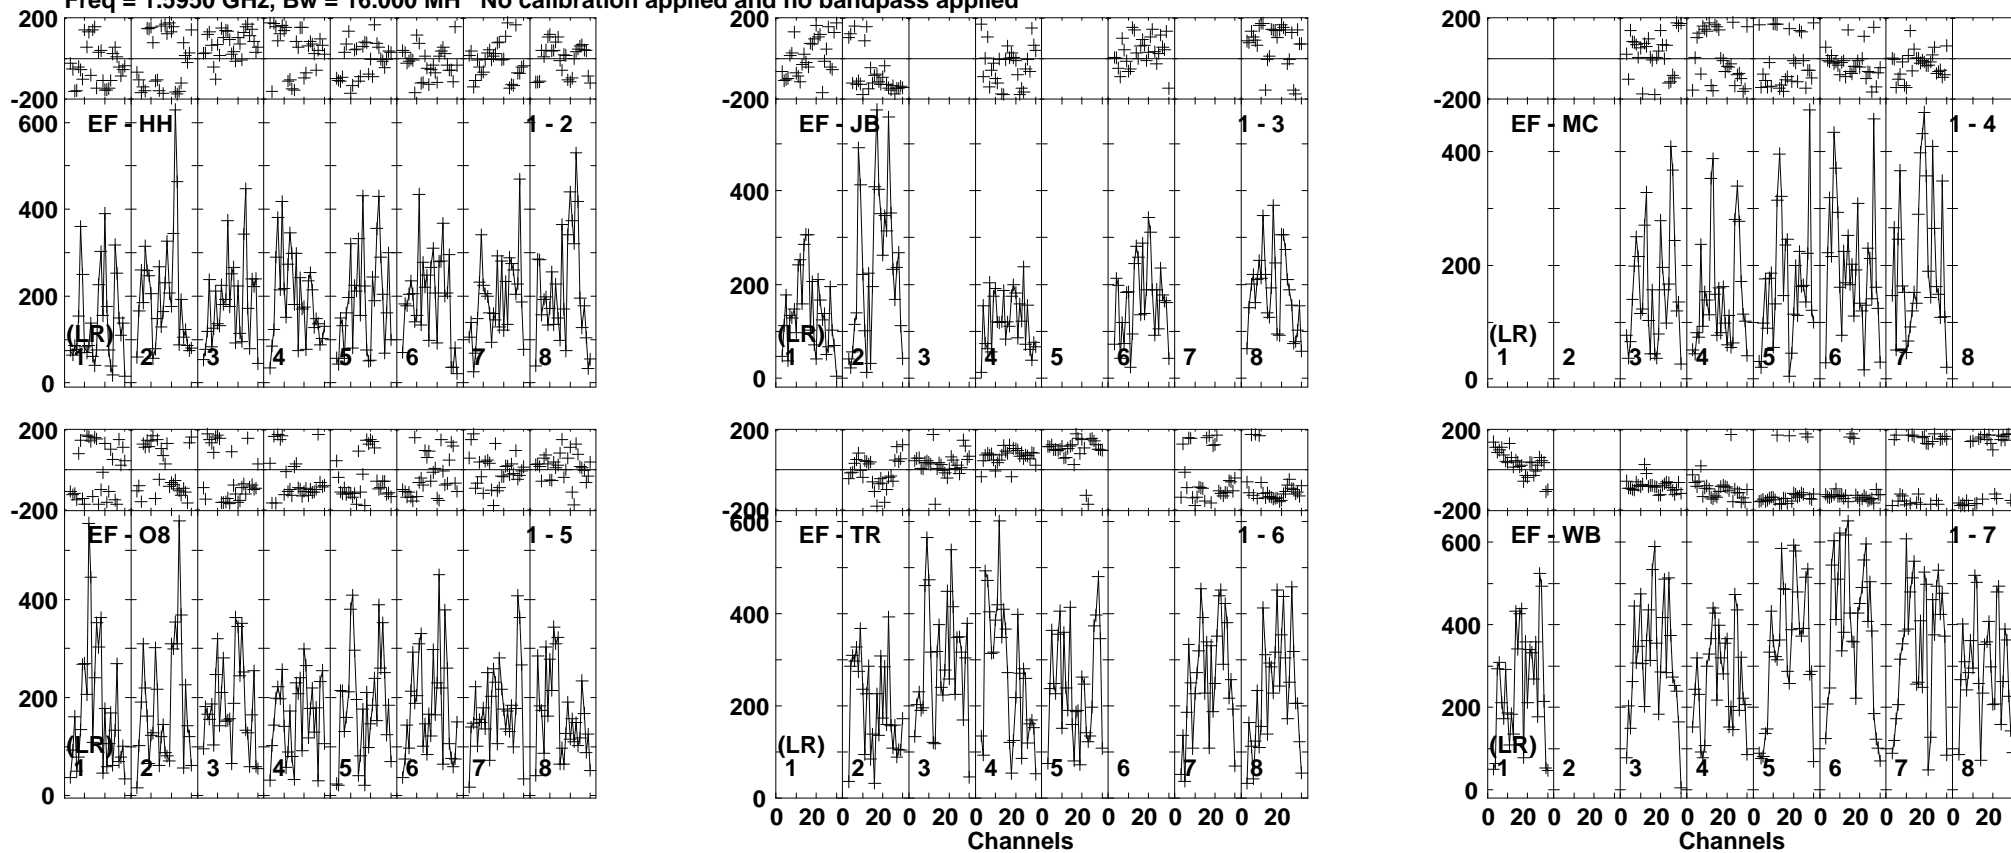 Freq = 1.5950 GHz, Bw = 16.000 MH No calibration applied and no bandpass applied
200
-200
600
400
200
0
EF - HH
1 - 2
(LR)
1 2 3 4 5 6 7 8
-200
400
200
0
EF - JB
1 - 3
(LR)
1 2 3 4 5 6 7 8
200
-200
400
200
0
EF - MC
1 - 4
(LR)
1 2 3 4 5 6 7 8
200
-200
400
200
0
EF - O8
1 - 5
(LR)
1 2 3 4 5 6 7 8
200
-200
600
400
200
0
EF - TR
1 - 6
(LR)
1 2 3 4 5 6 7 8
0 20 0 20 0 20 0 20 0 20 0 20 0 20 0 20
Channels
200
-200
600
400
200
0
EF - WB
1 - 7
(LR)
1 2 3 4 5 6 7 8
0 20 0 20 0 20 0 20 0 20 0 20 0 20 0 20
Channels